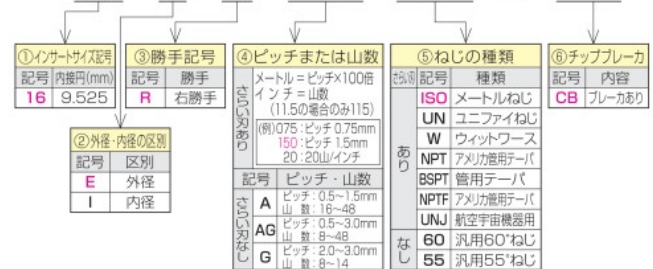 ①インサートサイズ記号
記号 内接円(mm)
16 9.525
②外径・内径の区別
記号 区別
E 外径
I 内径
③勝手記号
記号 勝手
R 右勝手
④ピッチまたは山数
さらい刃あり
メートル=ピッチ×100倍
インチ=山数
(11.5の場合のみ115)
(例)075:ピッチ 0.75mm
150:ピッチ 1.5mm
20:20山/インチ
記号 ピッチ・山数
さらい刃なし
A ピッチ:0.5~1.5mm
山 数:16~48
AG ピッチ:0.5~3.0mm
山 数:8~48
G ピッチ:2.0~3.0mm
山 数:8~14
⑤ねじの種類
さらい刃 記号 種類
あり
ISO メートルねじ
UN ユニファイねじ
W ウィットワース
NPT アメリカ管用テーパ
BSPT 管用テーパ
NPTF アメリカ管用テーパ
UNJ 航空宇宙機器用
なし
60 汎用60°ねじ
55 汎用55°ねじ
⑥チップブレーカ
記号 内容
CB ブレーカあり